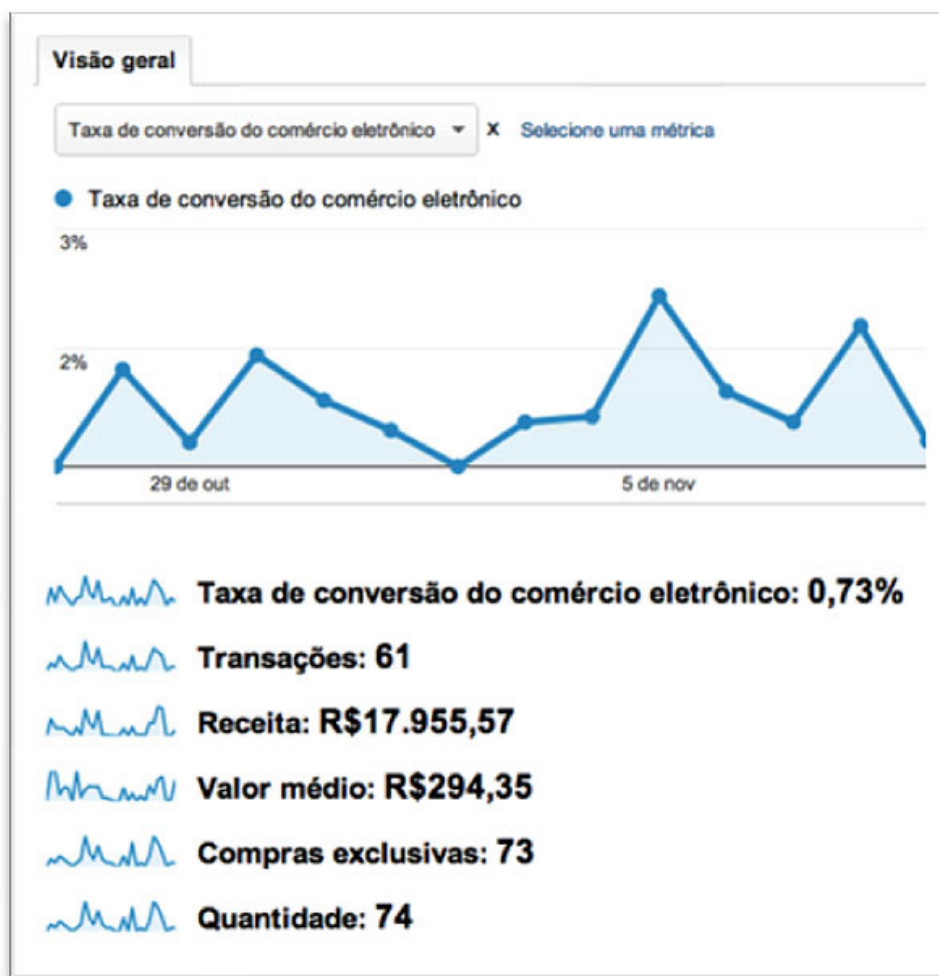 Visão geral
Taxa de conversão do comércio eletrônico X Selecione uma métrica
Taxa de conversão do comércio eletrônico
3%
2%
29 de out 5 de nov
Taxa de conversão do comércio eletrônico: 0,73%
Transações: 61
Receita: R$17.955,57
Valor médio: R$294,35
Compras exclusivas: 73
Quantidade: 74